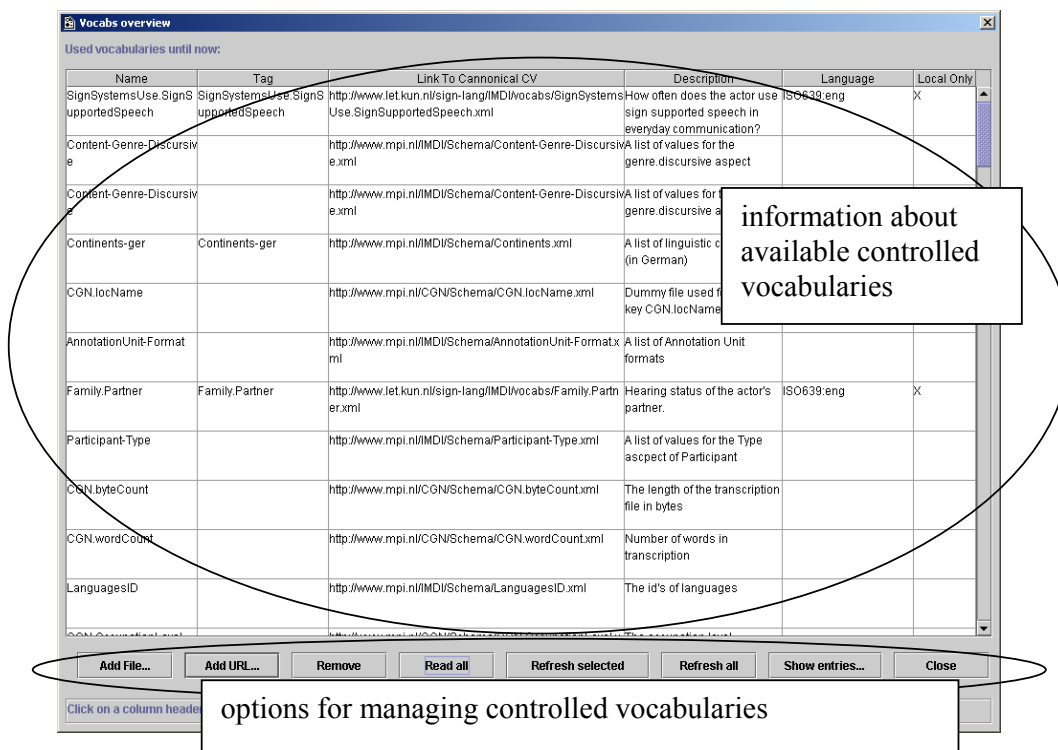 Vocabs overview
Used vocabularies until now:
Name Tag Link To Cannonical CV Description Language Local Only
SignSystemsUse.SignS SignSystemsUse.SignS http://www.let.kun.nl/sign-lang/IMDI/vocabs/SignSystems How often does the actor use ISO639:eng X
upportedSpeech upportedSpeech Use.SignSupportedSpeech.xml sign supported speech in
everyday communication?
Content-Genre-Discursiv http://www.mpi.nl/IMDI/Schema/Content-Genre-Discursiv A list of values for the
e e.xml genre.discursive aspect
Content-Genre-Discursiv http://www.mpi.nl/IMDI/Schema/Content-Genre-Discursiv A list of values for t
e e.xml genre.discursive a
Continents-ger Continents-ger http://www.mpi.nl/IMDI/Schema/Continents.xml A list of linguistic c
(in German)
CGN.locName http://www.mpi.nl/CGN/Schema/CGN.locName.xml Dummy file used f
key CGN.locName
information about
available controlled
vocabularies
AnnotationUnit-Format http://www.mpi.nl/IMDI/Schema/AnnotationUnit-Format.x A list of Annotation Unit
ml formats
Family.Partner Family.Partner http://www.let.kun.nl/sign-lang/IMDI/vocabs/Family.Partn Hearing status of the actor's ISO639:eng X
er.xml partner.
Participant-Type http://www.mpi.nl/IMDI/Schema/Participant-Type.xml A list of values for the Type
ascpect of Participant
CGN.byteCount http://www.mpi.nl/CGN/Schema/CGN.byteCount.xml The length of the transcription
file in bytes
CGN.wordCount http://www.mpi.nl/CGN/Schema/CGN.wordCount.xml Number of words in
transcription
LanguagesID http://www.mpi.nl/IMDI/Schema/LanguagesID.xml The id's of languages
Add File... Add URL... Remove Read all Refresh selected Refresh all Show entries... Close
Click on a column heade
options for managing controlled vocabularies